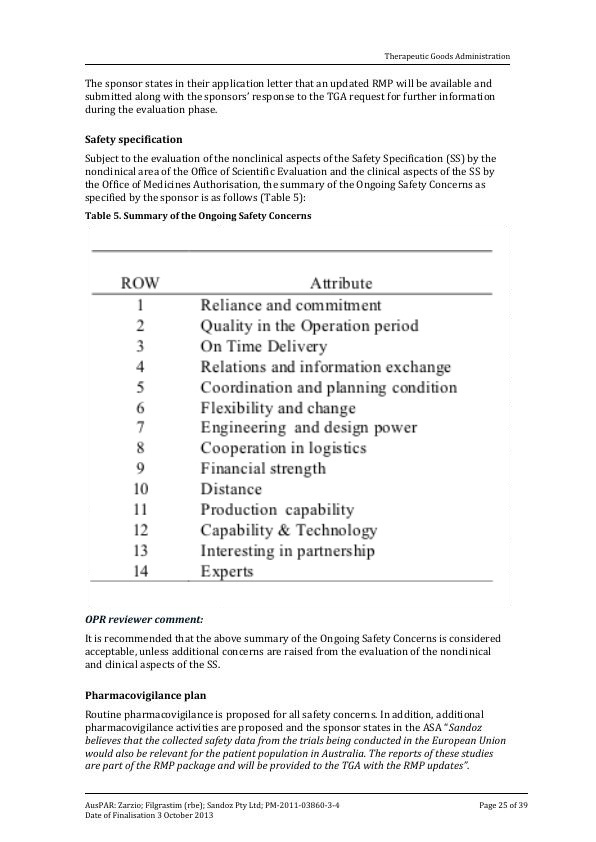 Therapeutic Goods Administration
The sponsor states in their application letter that an updated RMP will be available and
submitted along with the sponsors' response to the TGA request for further information
during the evaluation phase.
Safety specification
Subject to the evaluation of the nonclinical aspects of the Safety Specification (SS) by the
nonclinical area of the Office of Scientific Evaluation and the clinical aspects of the SS by
the Office of Medicines Authorisation, the summary of the Ongoing Safety Concerns as
specified by the sponsor is as follows (Table 5):
Table 5. Summary of the Ongoing Safety Concerns
ROW Attribute
1 Reliance and commitment
2 Quality in the Operation period
3 On Time Delivery
4 Relations and information exchange
5 Coordination and planning condition
6 Flexibility and change
7 Engineering and design power
8 Cooperation in logistics
9 Financial strength
10 Distance
11 Production capability
12 Capability & Technology
13 Interesting in partnership
14 Experts
OPR reviewer comment:
It is recommended that the above summary of the Ongoing Safety Concerns is considered
acceptable, unless additional concerns are raised from the evaluation of the nonclinical
and clinical aspects of the SS.
Pharmacovigilance plan
Routine pharmacovigilance is proposed for all safety concerns. In addition, additional
pharmacovigilance activities are proposed and the sponsor states in the ASA "Sandoz
believes that the collected safety data from the trials being conducted in the European Union
would also be relevant for the patient population in Australia. The reports of these studies
are part of the RMP package and will be provided to the TGA with the RMP updates".
AusPAR: Zarzio; Filgrastim (rbe); Sandoz Pty Ltd; PM-2011-03860-3-4 Page 25 of 39
Date of Finalisation 3 October 2013